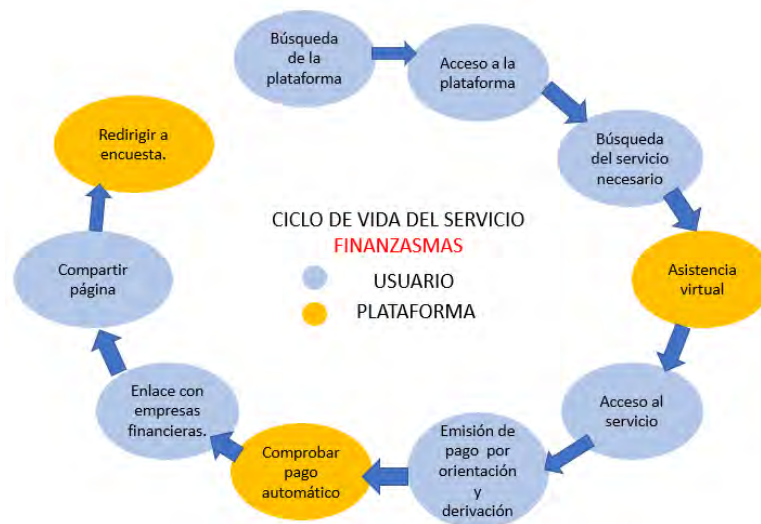 Búsqueda
de la
plataforma
Acceso a la
plataforma
Búsqueda
del servicio
necesario
Asistencia
virtual
Acceso al
servicio
Emisión de
pago por
orientación
y
derivación
Comprobar
pago
automático
Enlace con
empresas
financieras.
Compartir
página
Redirigir a
encuesta.
CICLO DE VIDA DEL SERVICIO
FINANZASMAS
USUARIO
PLATAFORMA